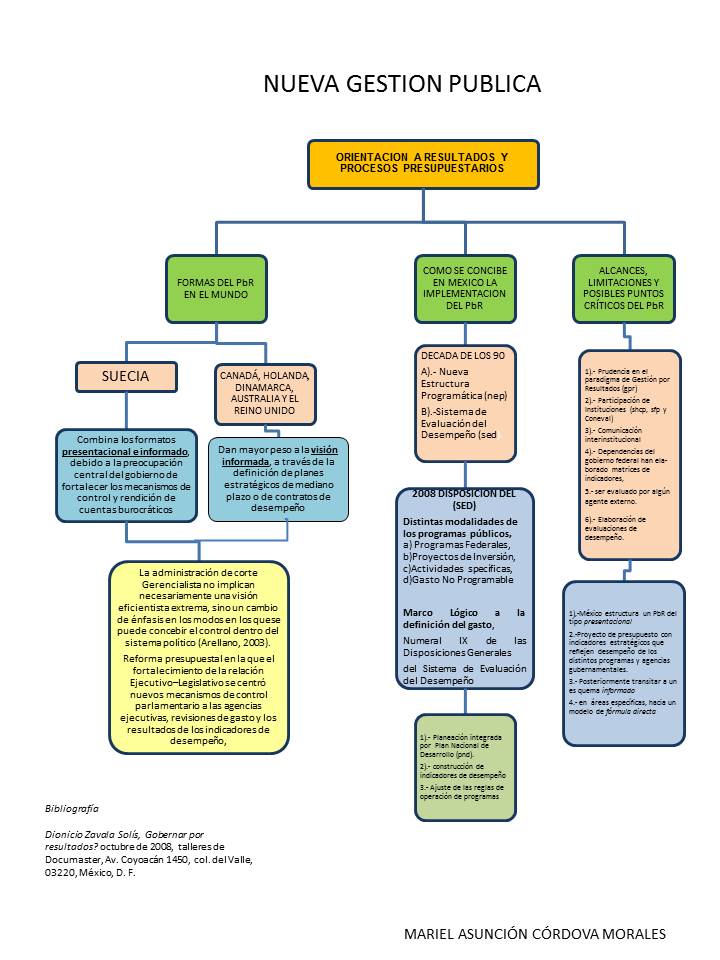 NUEVA GESTION PUBLICA
ORIENTACION A RESULTADOS Y
PROCESOS PRESUPUESTARIOS
FORMAS DEL PbR
EN EL MUNDO
SUECIA
CANADÁ, HOLANDA,
DINAMARCA,
AUSTRALIA Y EL
REINO UNIDO
Combina los formatos
presentacional e informado,
debido a la preocupación
central del gobierno de
fortalecer los mecanismos de
control y rendición de
cuentas burocráticos
Dan mayor peso a la visión
informada, a través de la
definición de planes
estratégicos de mediano
plazo o de contratos de
desempeño
La administración de corte
Gerencialista no implican
necesariamente una visión
eficientista extrema, sino un cambio
de énfasis en los modos en los que se
puede concebir el control dentro del
sistema político (Arellano, 2003).
Reforma presupuestal en la que el
fortalecimiento de la relación
Ejecutivo–Legislativo se centró
nuevos mecanismos de control
parlamentario a las agencias
ejecutivas, revisiones de gasto y los
resultados de los indicadores de
desempeño,
COMO SE CONCIBE
EN MEXICO LA
IMPLEMENTACION
DEL PbR
DECADA DE LOS 90
A).- Nueva
Estructura
Programática (nep)
B).-Sistema de
Evaluación del
Desempeño (sed
2008 DISPOSICION DEL
(SED)
Distintas modalidades de
los programas públicos,
a) Programas Federales,
b)Proyectos de Inversión,
c)Actividades especificas,
d)Gasto No Programable
Marco Lógico a la
definición del gasto,
Numeral IX de las
Disposiciones Generales
del Sistema de Evaluación
del Desempeño
1).- Planeación integrada
por Plan Nacional de
Desarrollo (pnd).
2).- construcción de
indicadores de desempeño
3.- Ajuste de las reglas de
operación de programas
ALCANCES,
LIMITACIONES Y
POSIBLES PUNTOS
CRÍTICOS DEL PbR
1).- Prudencia en el
paradigma de Gestión por
Resultados (gpr)
2).- Participación de
Instituciones (shcp, sfp y
Coneval)
3).- Comunicación
interinstitucional
4).- Dependencias del
gobierno federal han ela-
borado matrices de
indicadores,
5.- ser evaluado por algún
agente externo.
6).- Elaboración de
evaluaciones de
desempeño.
1),-México estructura un PbR del
tipo presentacional
2.-Proyecto de presupuesto con
indicadores estratégicos que
reflejen desempeño de los
distintos programas y agencias
gubernamentales.
3.- Posteriormente transitar a un
es quema informado
4.- en áreas específicas, hacia un
modelo de fórmula directa
Bibliografía
Dionicio Zavala Solís, Gobernar por
resultados? octubre de 2008, talleres de
Documaster, Av. Coyoacán 1450, col. del Valle,
03220, México, D. F.
MARIEL ASUNCIÓN CÓRDOVA MORALES